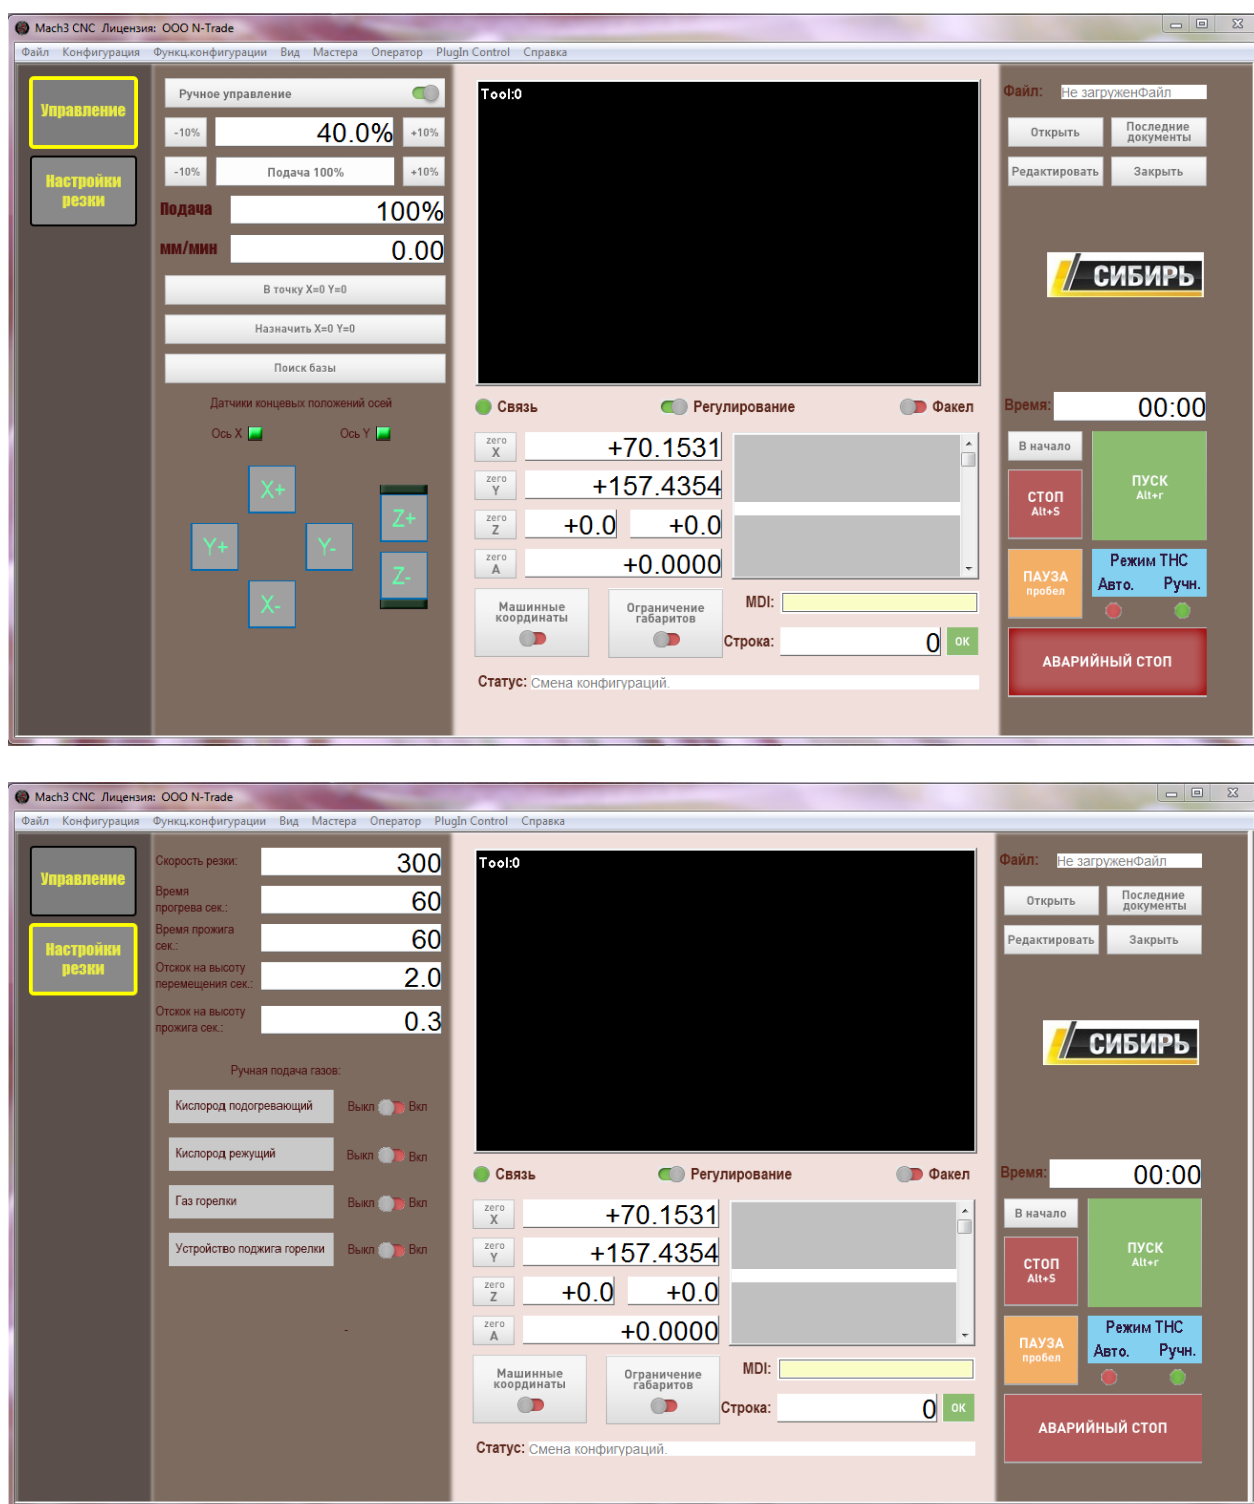 Mach3 CNC Лицензия: ООО N-Trade
Файл Конфигурация Функц.конфигурации Вид Мастера Оператор PlugIn Control Справка
Управление
Настройки
резки
Ручное управление
-10% 40.0% +10%
-10% Подача 100% +10%
Подача 100%
мм/мин 0.00
В точку X=0 Y=0
Назначить X=0 Y=0
Поиск базы
Датчики концевых положений осей
Ось X Ось Y
X+
Y+ Y-
X-
Z+
Z-
Tool:0
Связь Регулирование Факел
zero X +70.1531
zero Y +157.4354
zero Z +0.0 +0.0
zero A +0.0000
Машинные
координаты
Ограничение
габаритов
MDI:
Строка: 0 OK
Статус: Смена конфигураций.
Файл: Не загруженФайл
Открыть
Последние
документы
Редактировать Закрыть
СИБИРЬ
Время: 00:00
В начало
СТОП
Alt+S
ПУСК
Alt+r
ПАУЗА
пробел
Режим THC
Авто. Ручн.
АВАРИЙНЫЙ СТОП
Mach3 CNC Лицензия: ООО N-Trade
Файл Конфигурация Функц.конфигурации Вид Мастера Оператор PlugIn Control Справка
Управление
Настройки
резки
Скорость резки: 300
Время
прогрева сек.: 60
Время прожига
сек.: 60
Отскок на высоту
перемещения сек.: 2.0
Отскок на высоту
прожига сек.: 0.3
Ручная подача газов:
Кислород подогревающий Выкл Вкл
Кислород режущий Выкл Вкл
Газ горелки Выкл Вкл
Устройство поджига горелки Выкл Вкл
-
Tool:0
Связь Регулирование Факел
zero X +70.1531
zero Y +157.4354
zero Z +0.0 +0.0
zero A +0.0000
Машинные
координаты
Ограничение
габаритов
MDI:
Строка: 0 OK
Статус: Смена конфигураций.
Файл: Не загруженФайл
Открыть
Последние
документы
Редактировать Закрыть
СИБИРЬ
Время: 00:00
В начало
СТОП
Alt+S
ПУСК
Alt+r
ПАУЗА
пробел
Режим THC
Авто. Ручн.
АВАРИЙНЫЙ СТОП